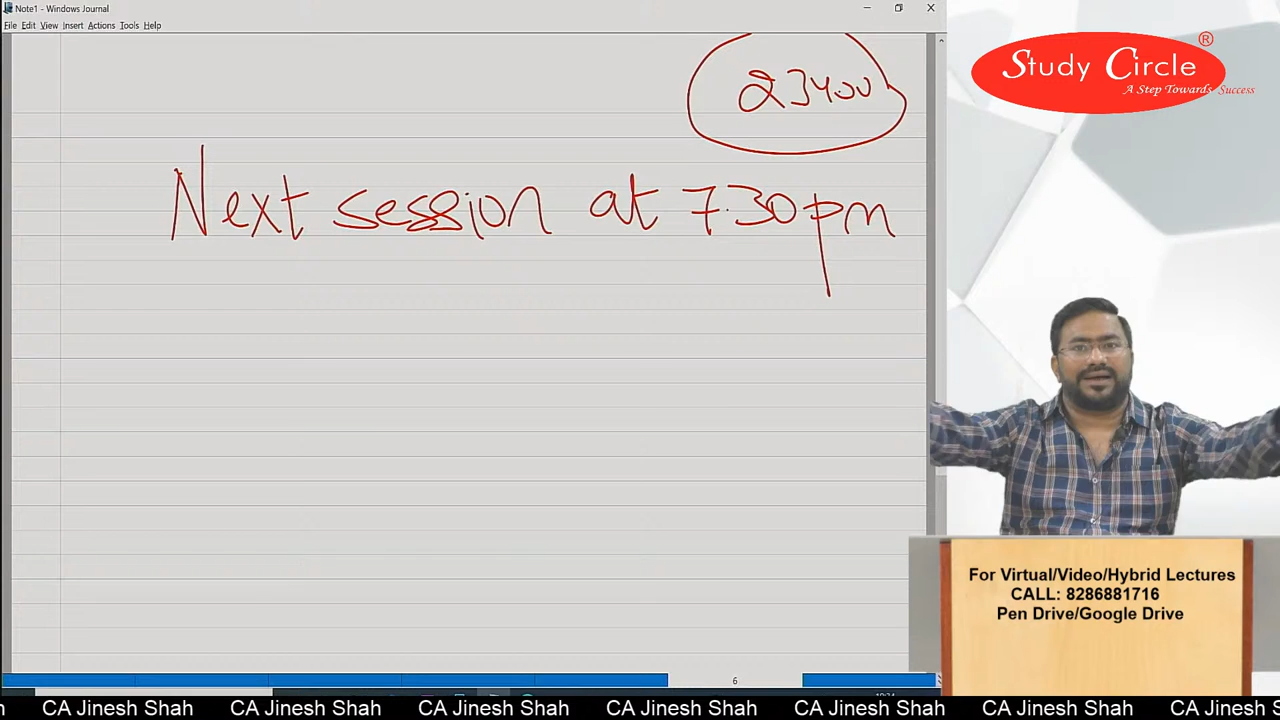 Note1 - Windows Journal
File Edit View Insert Actions Tools Help
23400
Next session at 7.30pm
Study Circle ®
A Step Towards Success
For Virtual/Video/Hybrid Lectures
CALL: 8286881716
Pen Drive/Google Drive
6
CA Jinesh Shah CA Jinesh Shah CA Jinesh Shah CA Jinesh Shah CA Jinesh Shah CA Jinesh Shah